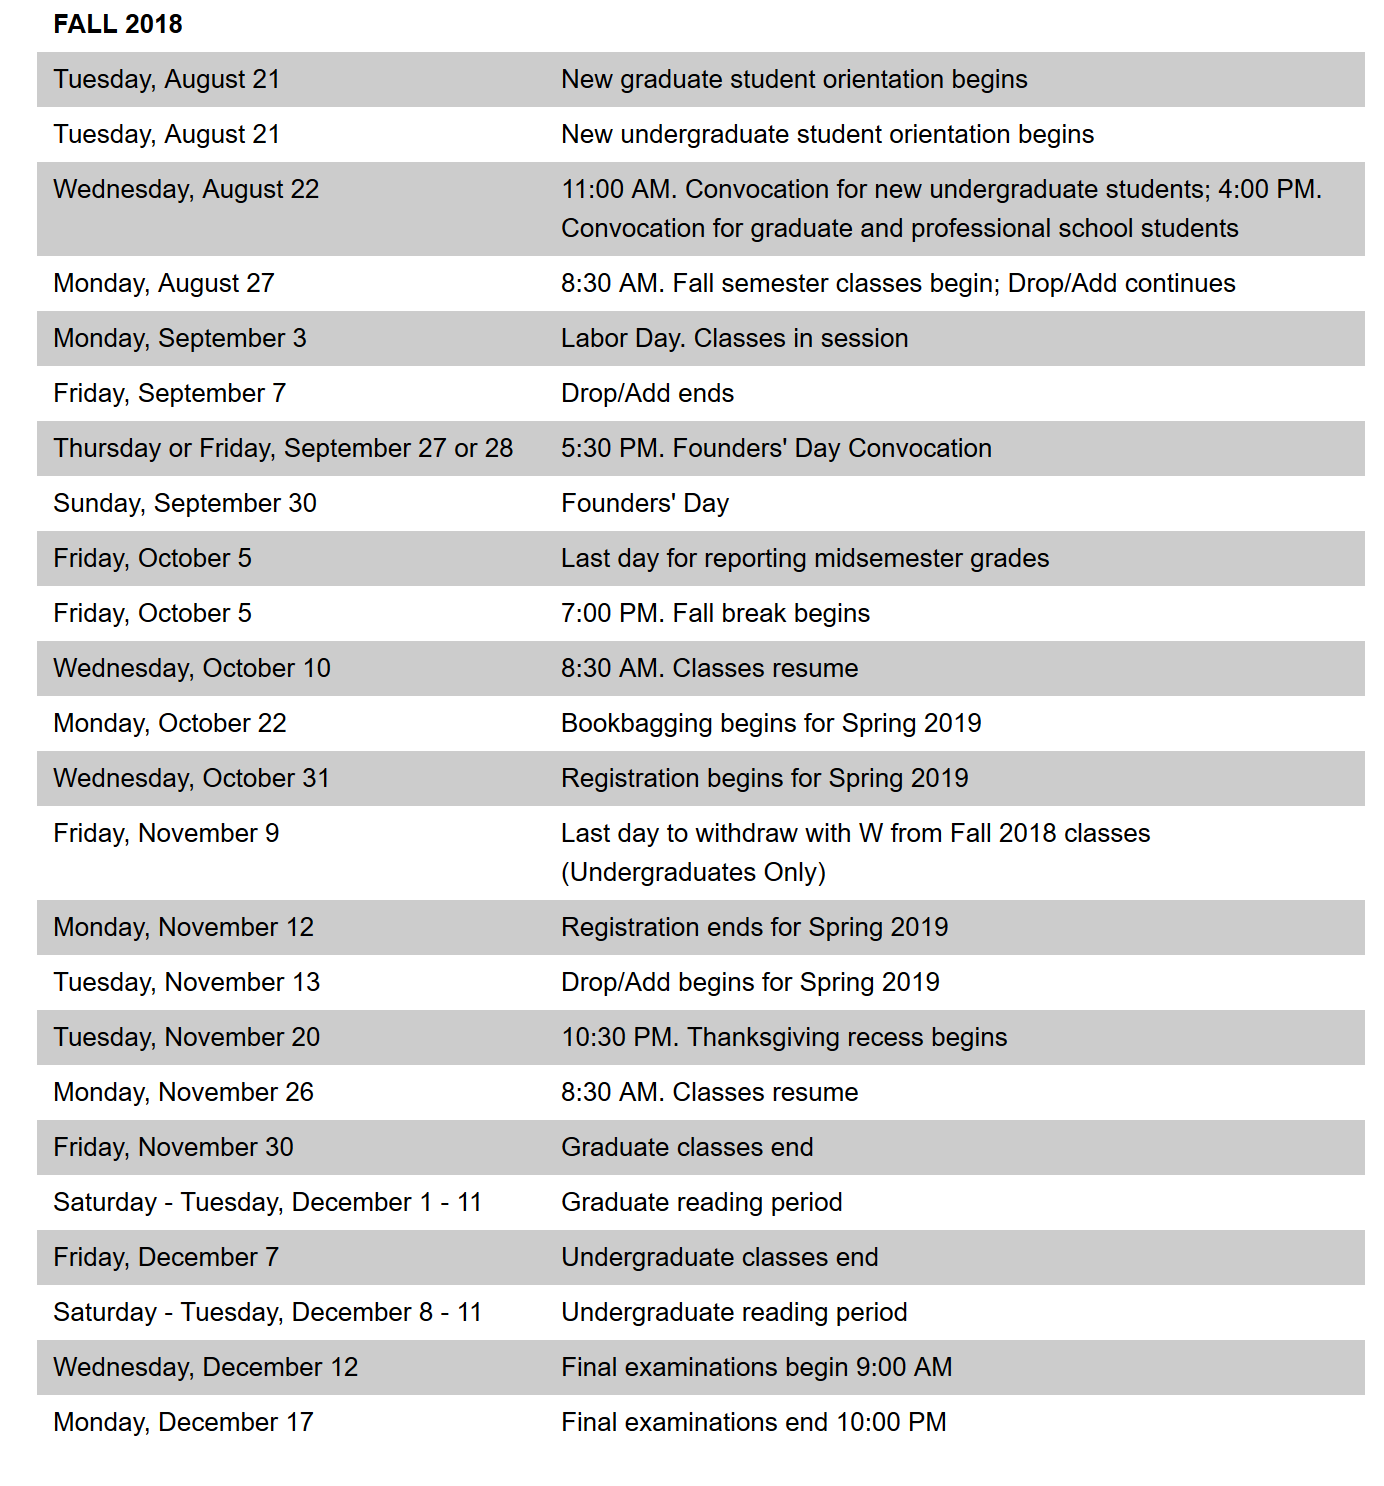 FALL 2018
Tuesday, August 21 New graduate student orientation begins
Tuesday, August 21 New undergraduate student orientation begins
Wednesday, August 22 11:00 AM. Convocation for new undergraduate students; 4:00 PM.
Convocation for graduate and professional school students
Monday, August 27 8:30 AM. Fall semester classes begin; Drop/Add continues
Monday, September 3 Labor Day. Classes in session
Friday, September 7 Drop/Add ends
Thursday or Friday, September 27 or 28 5:30 PM. Founders' Day Convocation
Sunday, September 30 Founders' Day
Friday, October 5 Last day for reporting midsemester grades
Friday, October 5 7:00 PM. Fall break begins
Wednesday, October 10 8:30 AM. Classes resume
Monday, October 22 Bookbagging begins for Spring 2019
Wednesday, October 31 Registration begins for Spring 2019
Friday, November 9 Last day to withdraw with W from Fall 2018 classes
(Undergraduates Only)
Monday, November 12 Registration ends for Spring 2019
Tuesday, November 13 Drop/Add begins for Spring 2019
Tuesday, November 20 10:30 PM. Thanksgiving recess begins
Monday, November 26 8:30 AM. Classes resume
Friday, November 30 Graduate classes end
Saturday - Tuesday, December 1 - 11 Graduate reading period
Friday, December 7 Undergraduate classes end
Saturday - Tuesday, December 8 - 11 Undergraduate reading period
Wednesday, December 12 Final examinations begin 9:00 AM
Monday, December 17 Final examinations end 10:00 PM